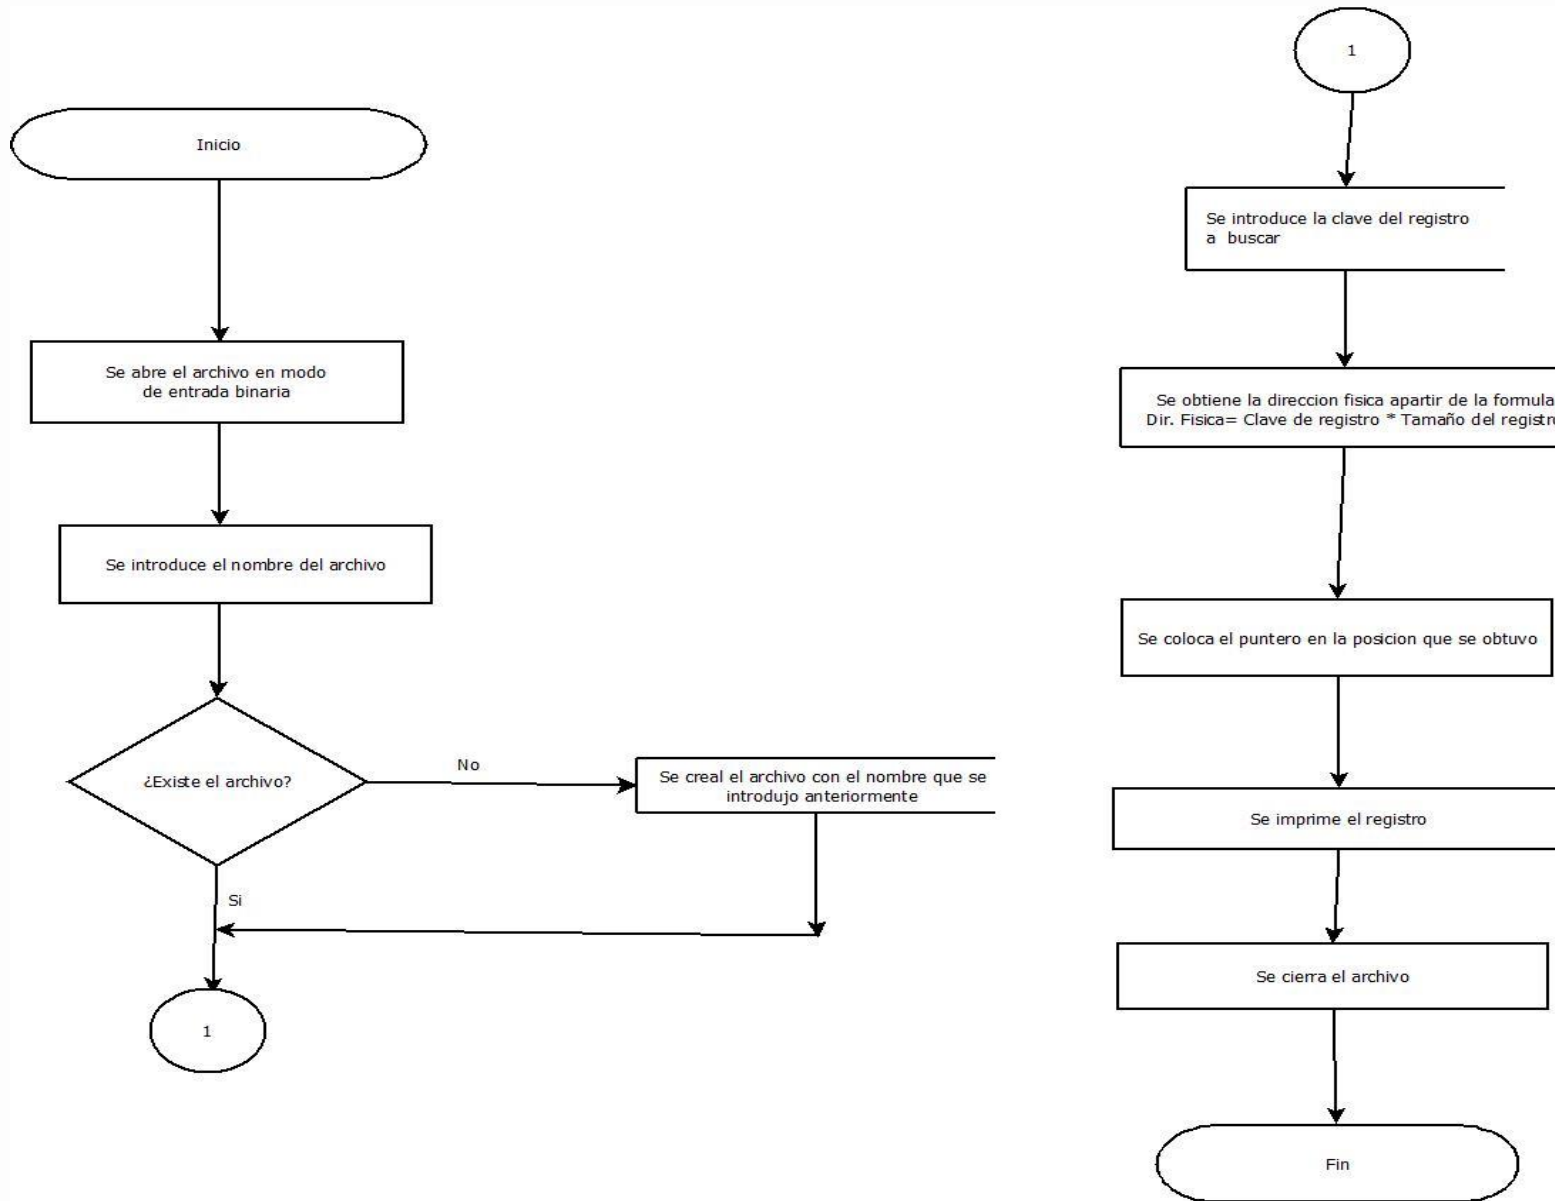 Inicio
Se abre el archivo en modo
de entrada binaria
Se introduce el nombre del archivo
¿Existe el archivo?
No
Se creal el archivo con el nombre que se
introdujo anteriormente
Si
1
1
Se introduce la clave del registro
a buscar
Se obtiene la direccion fisica apartir de la formula
Dir. Fisica= Clave de registro * Tamaño del registro
Se coloca el puntero en la posicion que se obtuvo
Se imprime el registro
Se cierra el archivo
Fin